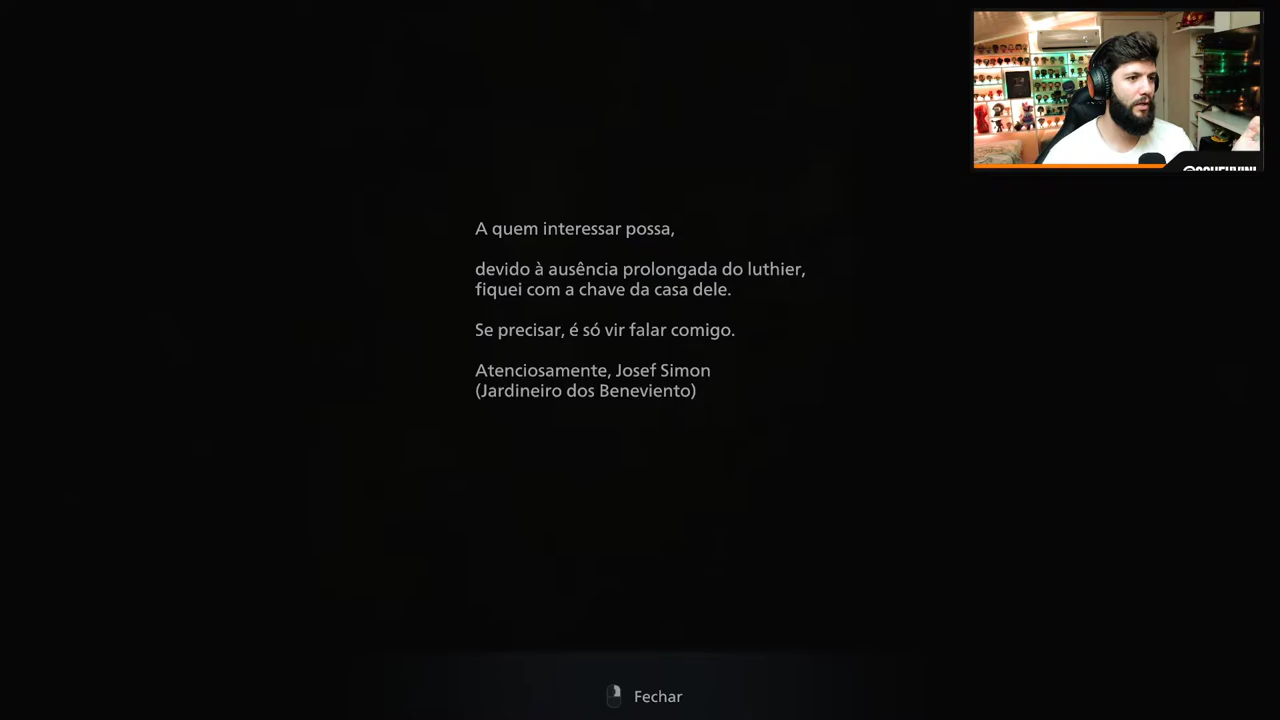 A quem interessar possa,
devido à ausência prolongada do luthier,
fiquei com a chave da casa dele.
Se precisar, é só vir falar comigo.
Atenciosamente, Josef Simon
(Jardineiro dos Beneviento)
Fechar